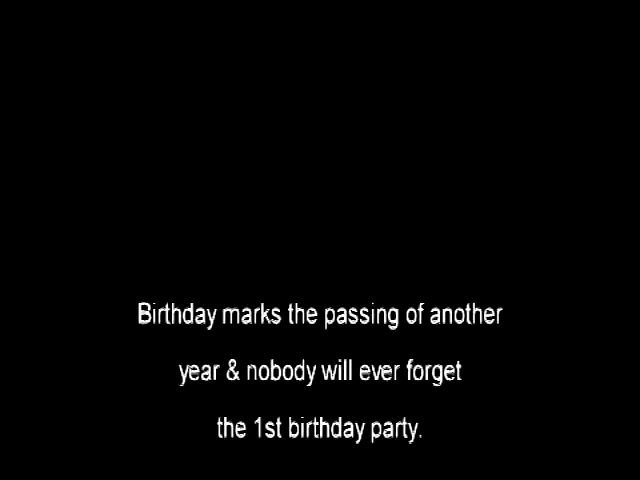 Birthday marks the passing of another
year & nobody will ever forget
the 1st birthday party.